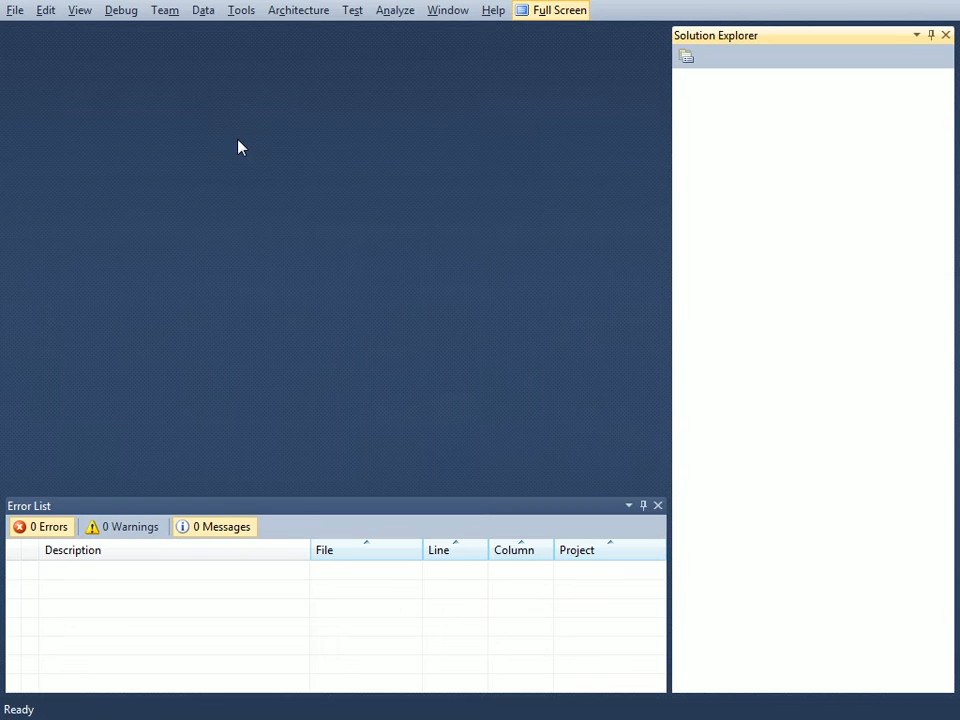 File Edit View Debug Team Data Tools Architecture Test Analyze Window Help Full Screen
Solution Explorer
Error List
0 Errors 0 Warnings 0 Messages
Description File Line Column Project
Ready